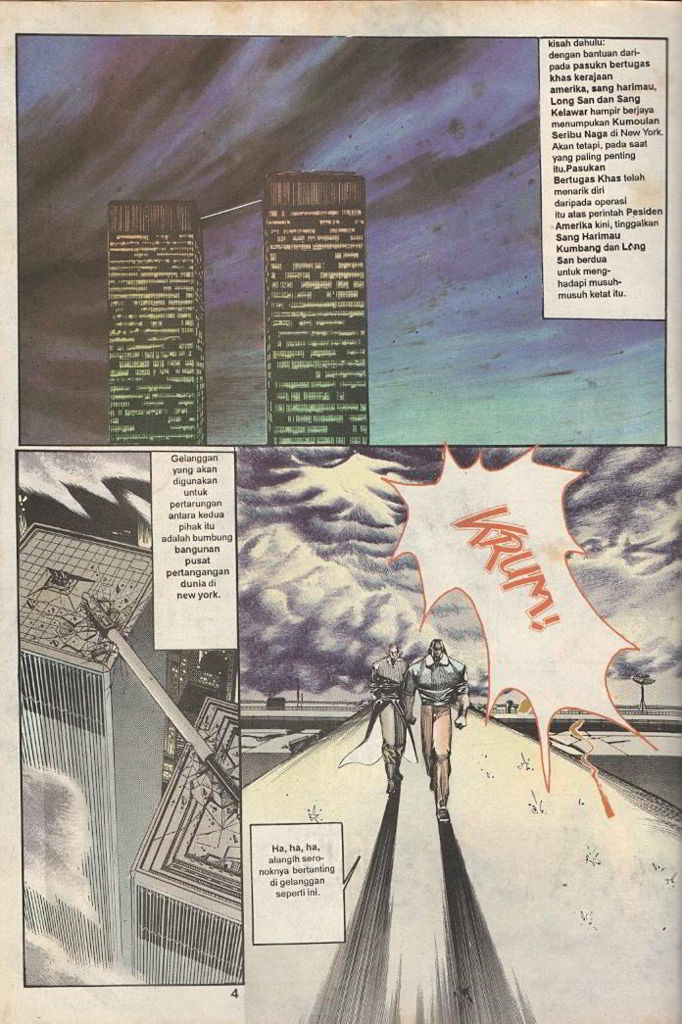 kisah dahulu:
dengan bantuan dari-
pada pasukn bertugas
khas kerajaan
amerika, sang harimau,
Long San dan Sang
Kelawar hampir berjaya
menumpukan Kumoulan
Seribu Naga di New York.
Akan tetapi, pada saat
yang paling penting
itu.Pasukan
Bertugas Khas telah
menarik diri
daripada operasi
itu atas perintah Pesiden
Amerika kini, tinggalkan
Sang Harimau
Kumbang dan Long
San berdua
untuk meng-
hadapi musuh-
musuh ketat itu.
Gelanggan
yang akan
digunakan
untuk
pertarungan
antara kedua
pihak itu
adalah bumbung
bangunan
pusat
pertangangan
dunia di
new york.
KRUM!
Ha, ha, ha,
alangih sero-
noknya bertanting
di gelanggan
seperti ini.
4